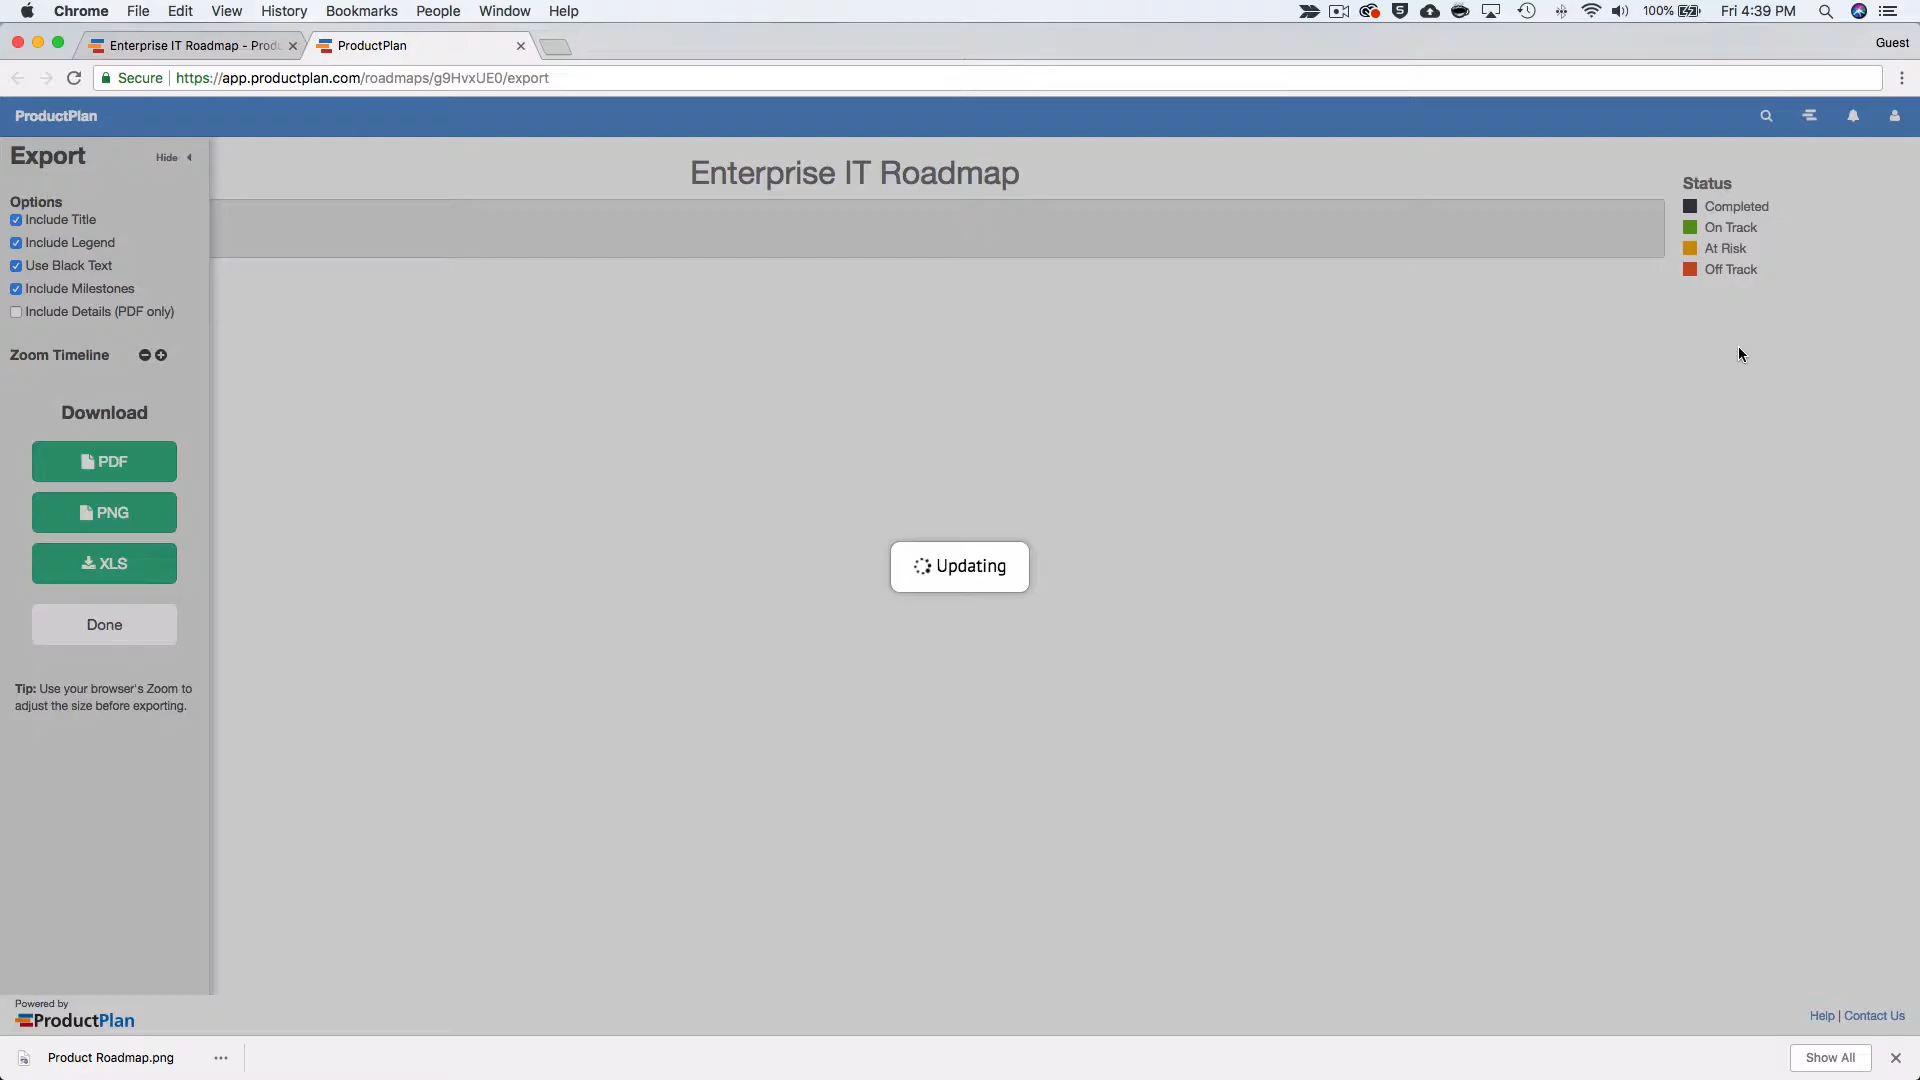 Chrome File Edit View History Bookmarks People Window Help 100% Fri 4:39 PM
Enterprise IT Roadmap - Produ ProductPlan Guest
Secure https://app.productplan.com/roadmaps/g9HvxUE0/export
ProductPlan
Export Hide
Enterprise IT Roadmap
Status
Completed
On Track
At Risk
Off Track
Options
Include Title
Include Legend
Use Black Text
Include Milestones
Include Details (PDF only)
Zoom Timeline
Download
PDF
PNG
XLS
Done
Tip: Use your browser's Zoom to
adjust the size before exporting.
Updating
Powered by
ProductPlan
Help | Contact Us
Product Roadmap.png
Show All